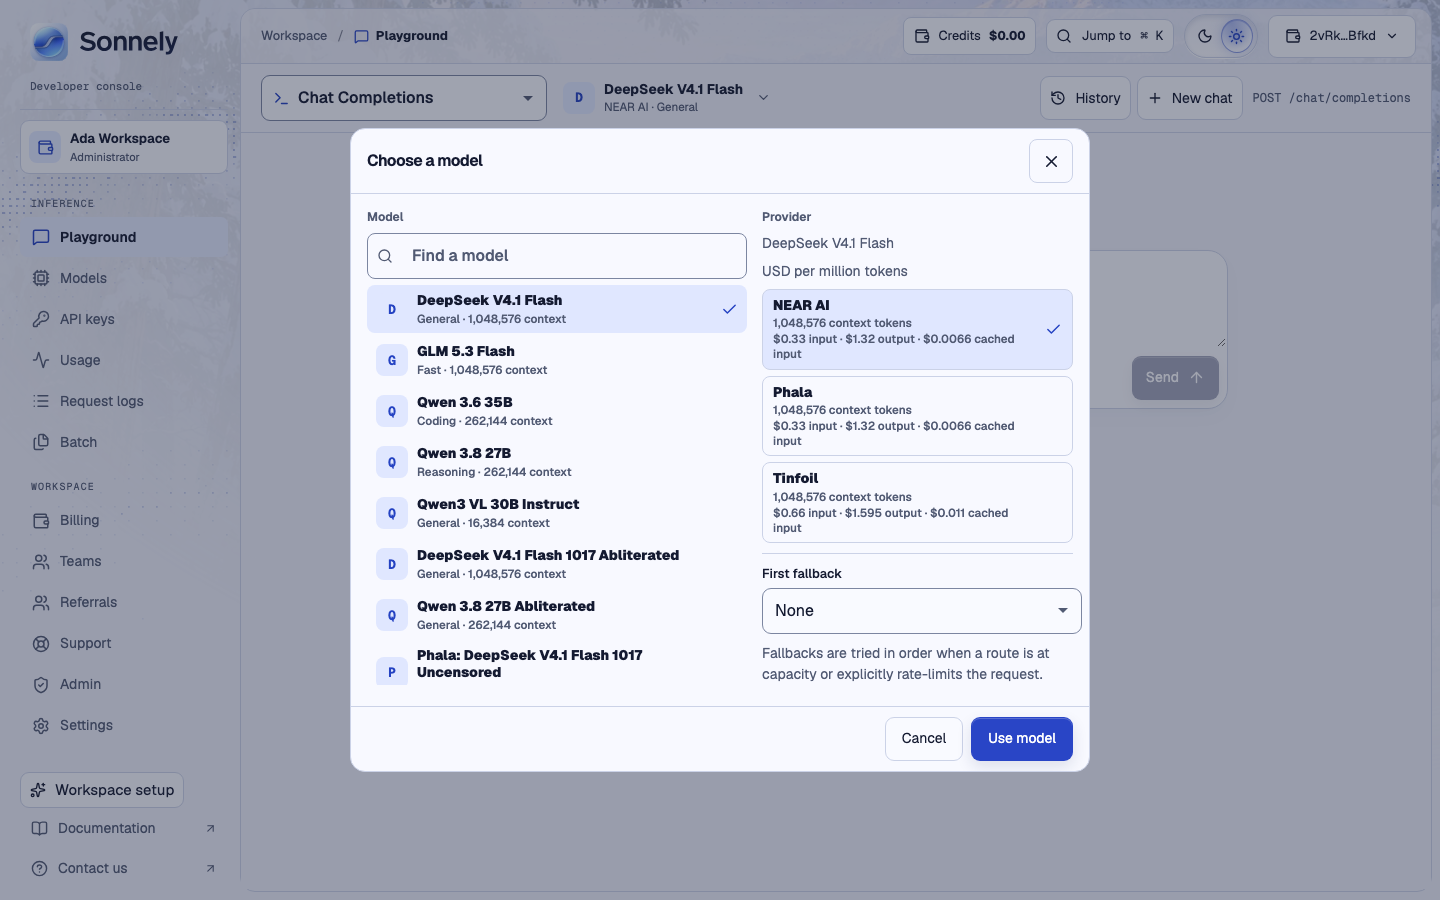 Sonnely
Developer console
Ada Workspace
Administrator
INFERENCE
Playground
Models
API keys
Usage
Request logs
Batch
WORKSPACE
Billing
Teams
Referrals
Support
Admin
Settings
Workspace setup
Documentation
Contact us
Workspace / Playground
Credits $0.00
Jump to ⌘ K
2vRk…Bfkd
Chat Completions
D
DeepSeek V4.1 Flash
NEAR AI · General
History
New chat
POST /chat/completions
Send
Choose a model
Model
Find a model
D
DeepSeek V4.1 Flash
General · 1,048,576 context
G
GLM 5.3 Flash
Fast · 1,048,576 context
Q
Qwen 3.6 35B
Coding · 262,144 context
Q
Qwen 3.8 27B
Reasoning · 262,144 context
Q
Qwen3 VL 30B Instruct
General · 16,384 context
D
DeepSeek V4.1 Flash 1017 Abliterated
General · 1,048,576 context
Q
Qwen 3.8 27B Abliterated
General · 262,144 context
P
Phala: DeepSeek V4.1 Flash 1017
Uncensored
Provider
DeepSeek V4.1 Flash
USD per million tokens
NEAR AI
1,048,576 context tokens
$0.33 input · $1.32 output · $0.0066 cached
input
Phala
1,048,576 context tokens
$0.33 input · $1.32 output · $0.0066 cached
input
Tinfoil
1,048,576 context tokens
$0.66 input · $1.595 output · $0.011 cached
input
First fallback
None
Fallbacks are tried in order when a route is at
capacity or explicitly rate-limits the request.
Cancel
Use model